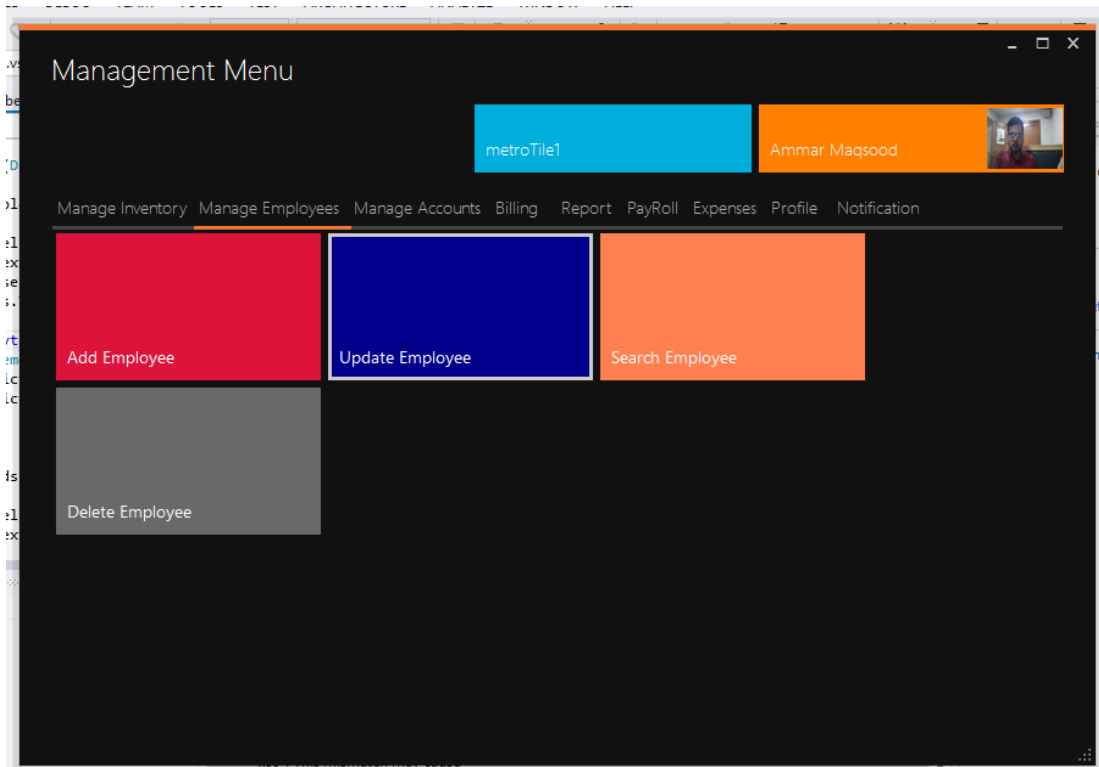 Management Menu
metroTile1
Ammar Maqsood
Manage Inventory Manage Employees Manage Accounts Billing Report PayRoll Expenses Profile Notification
Add Employee
Update Employee
Search Employee
Delete Employee